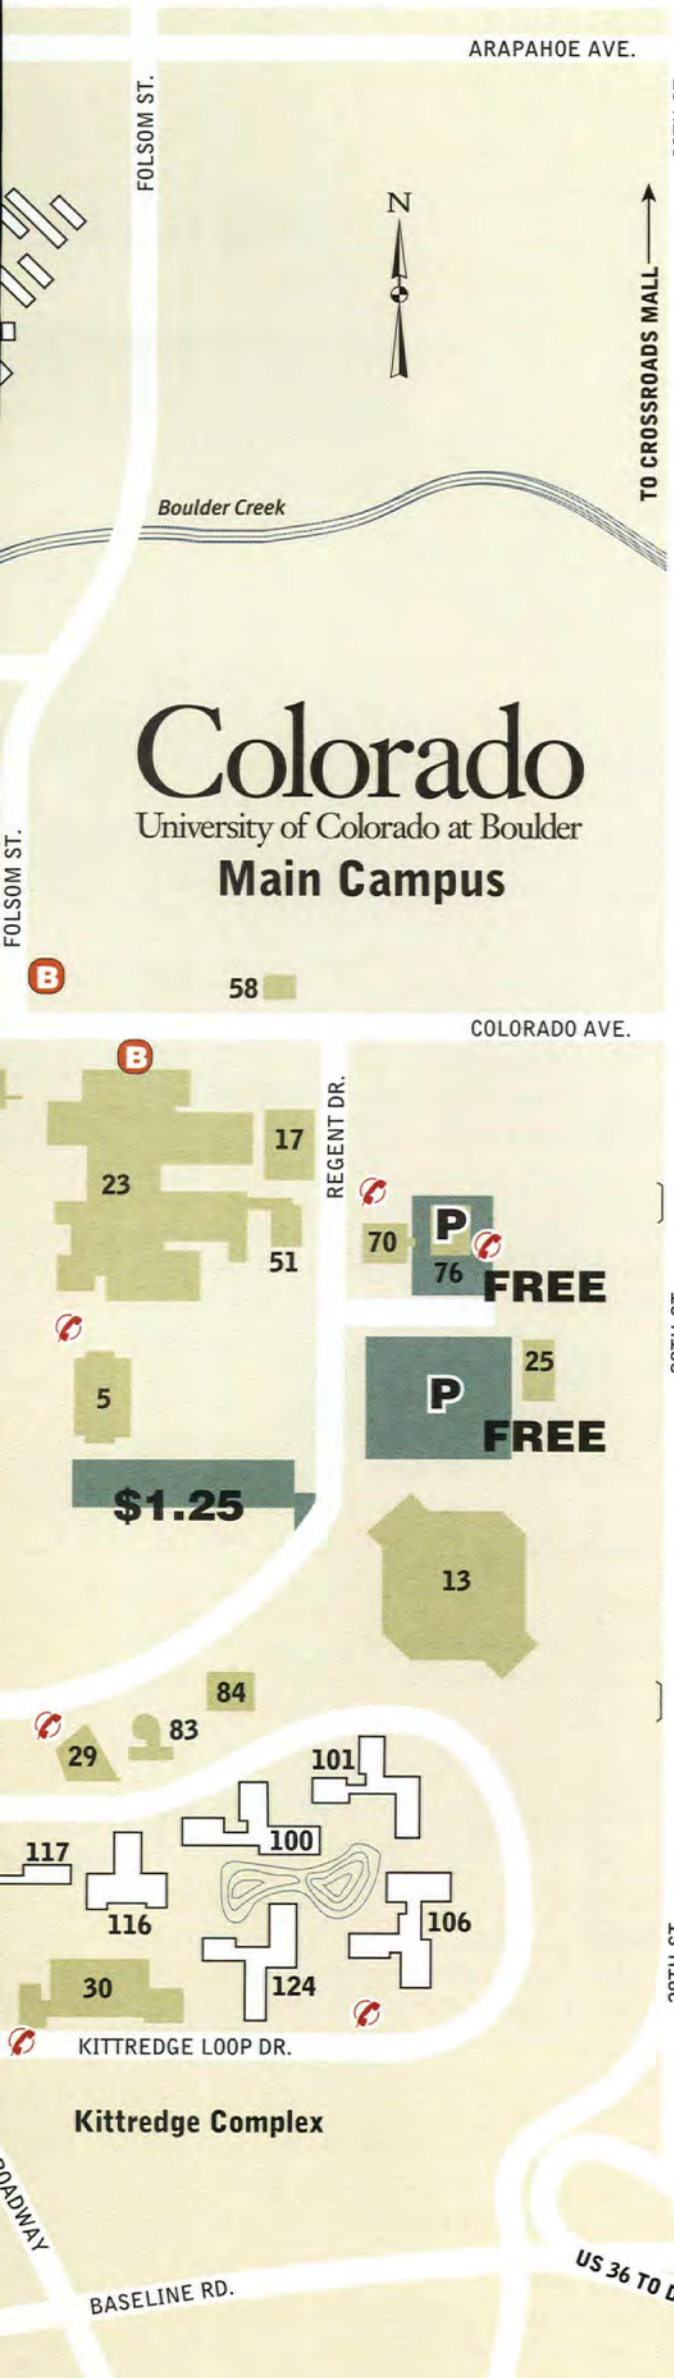 ARAPAHOE AVE.
FOLSOM ST.
N
TO CROSSROADS MALL
Boulder Creek
Colorado
University of Colorado at Boulder
Main Campus
FOLSOM ST.
B
58
COLORADO AVE.
B
REGENT DR.
17
23
51
70
P
76
FREE
5
P
25
FREE
$1.25
13
84
83
29
101
100
117
116
106
30
124
KITTREDGE LOOP DR.
Kittredge Complex
BASELINE RD.
US 36 TO